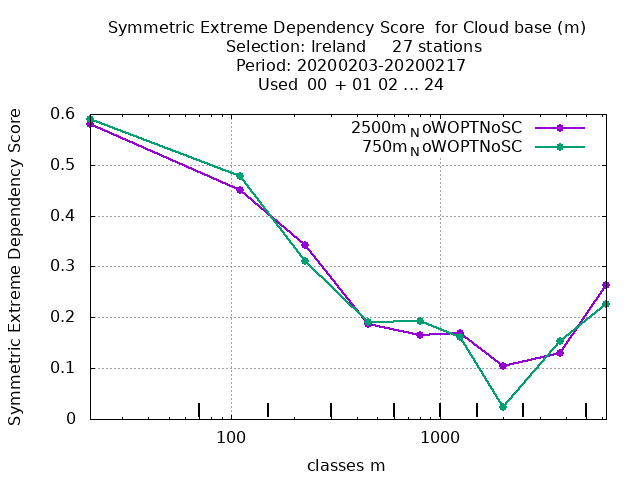 Symmetric Extreme Dependency Score for Cloud base (m)
Selection: Ireland 27 stations
Period: 20200203-20200217
Used 00 + 01 02 ... 24
Symmetric Extreme Dependency Score
0.6
0.5
0.4
0.3
0.2
0.1
0
2500m_NoWOPTNoSC
750m_NoWOPTNoSC
100
1000
classes m